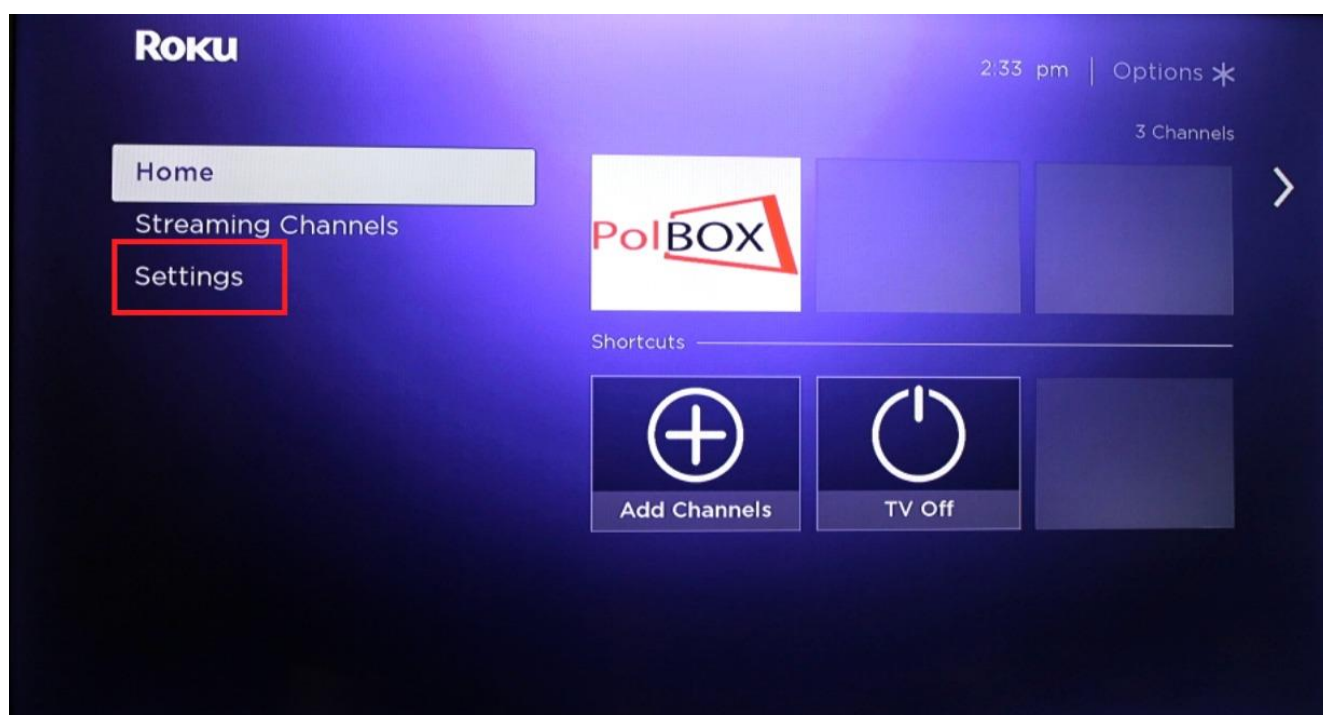 ROKU
2:33 pm | Options
3 Channels
Home
Streaming Channels
Settings
PolBOX
Shortcuts
Add Channels
TV Off